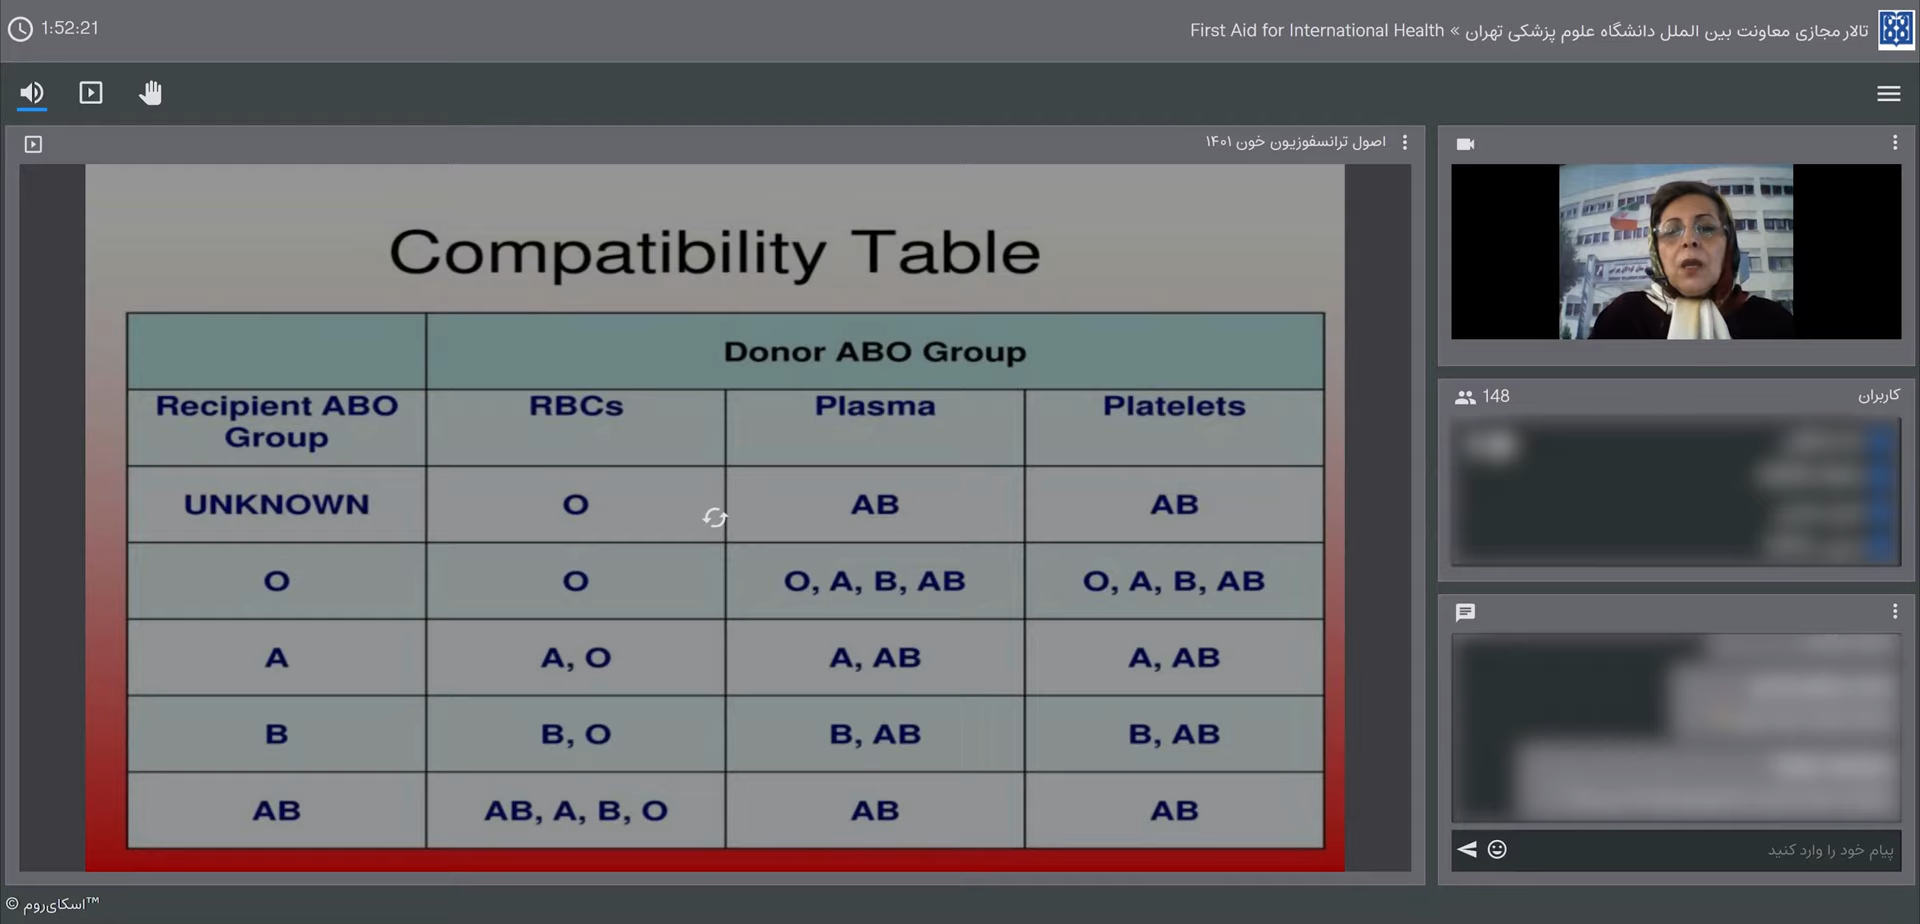 1:52:21
تالار مجازی معاونت بین الملل دانشگاه علوم پزشکی تهران » First Aid for International Health
اصول ترانسفوزیون خون ۱۴۰۱
Compatibility Table
Donor ABO Group
Recipient ABO Group
RBCs
Plasma
Platelets
UNKNOWN
O
AB
AB
O
O
O, A, B, AB
O, A, B, AB
A
A, O
A, AB
A, AB
B
B, O
B, AB
B, AB
AB
AB, A, B, O
AB
AB
148
کاربران
پیام خود را وارد کنید
© اسکای‌روم™